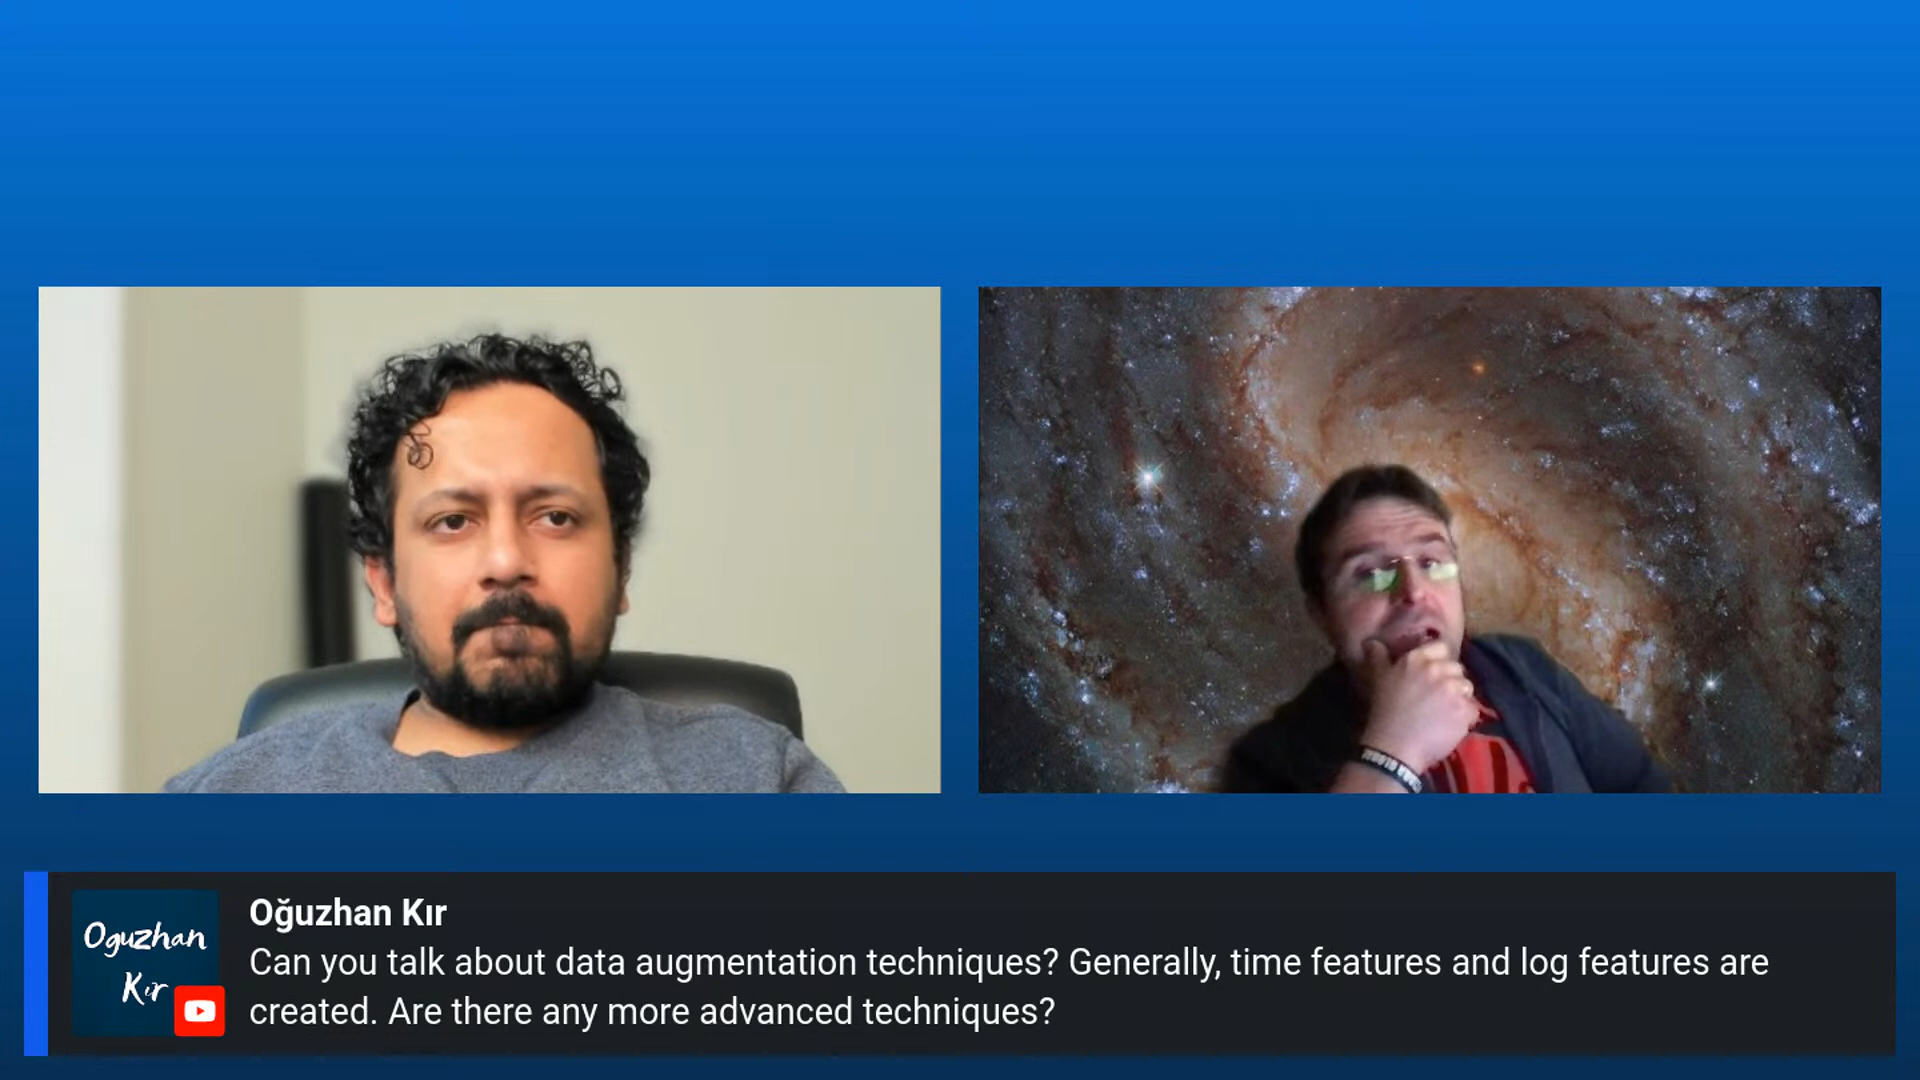 Oguzhan
Kır
Oğuzhan Kır
Can you talk about data augmentation techniques? Generally, time features and log features are
created. Are there any more advanced techniques?